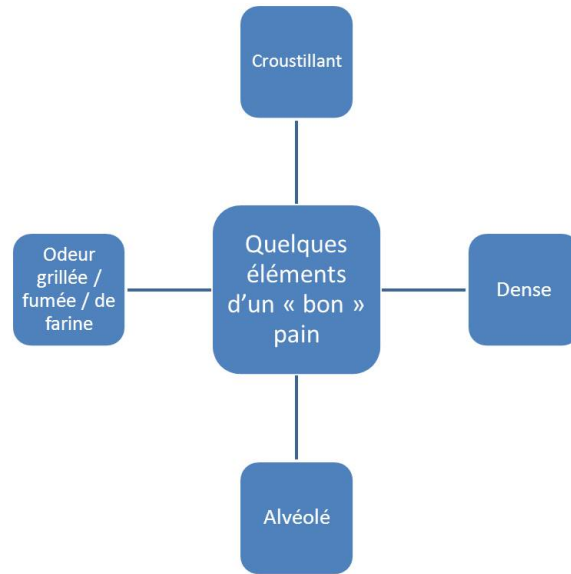 Croustillant
Odeur
grillée /
fumée / de
farine
Quelques
éléments
d'un « bon »
pain
Dense
Alvéolé